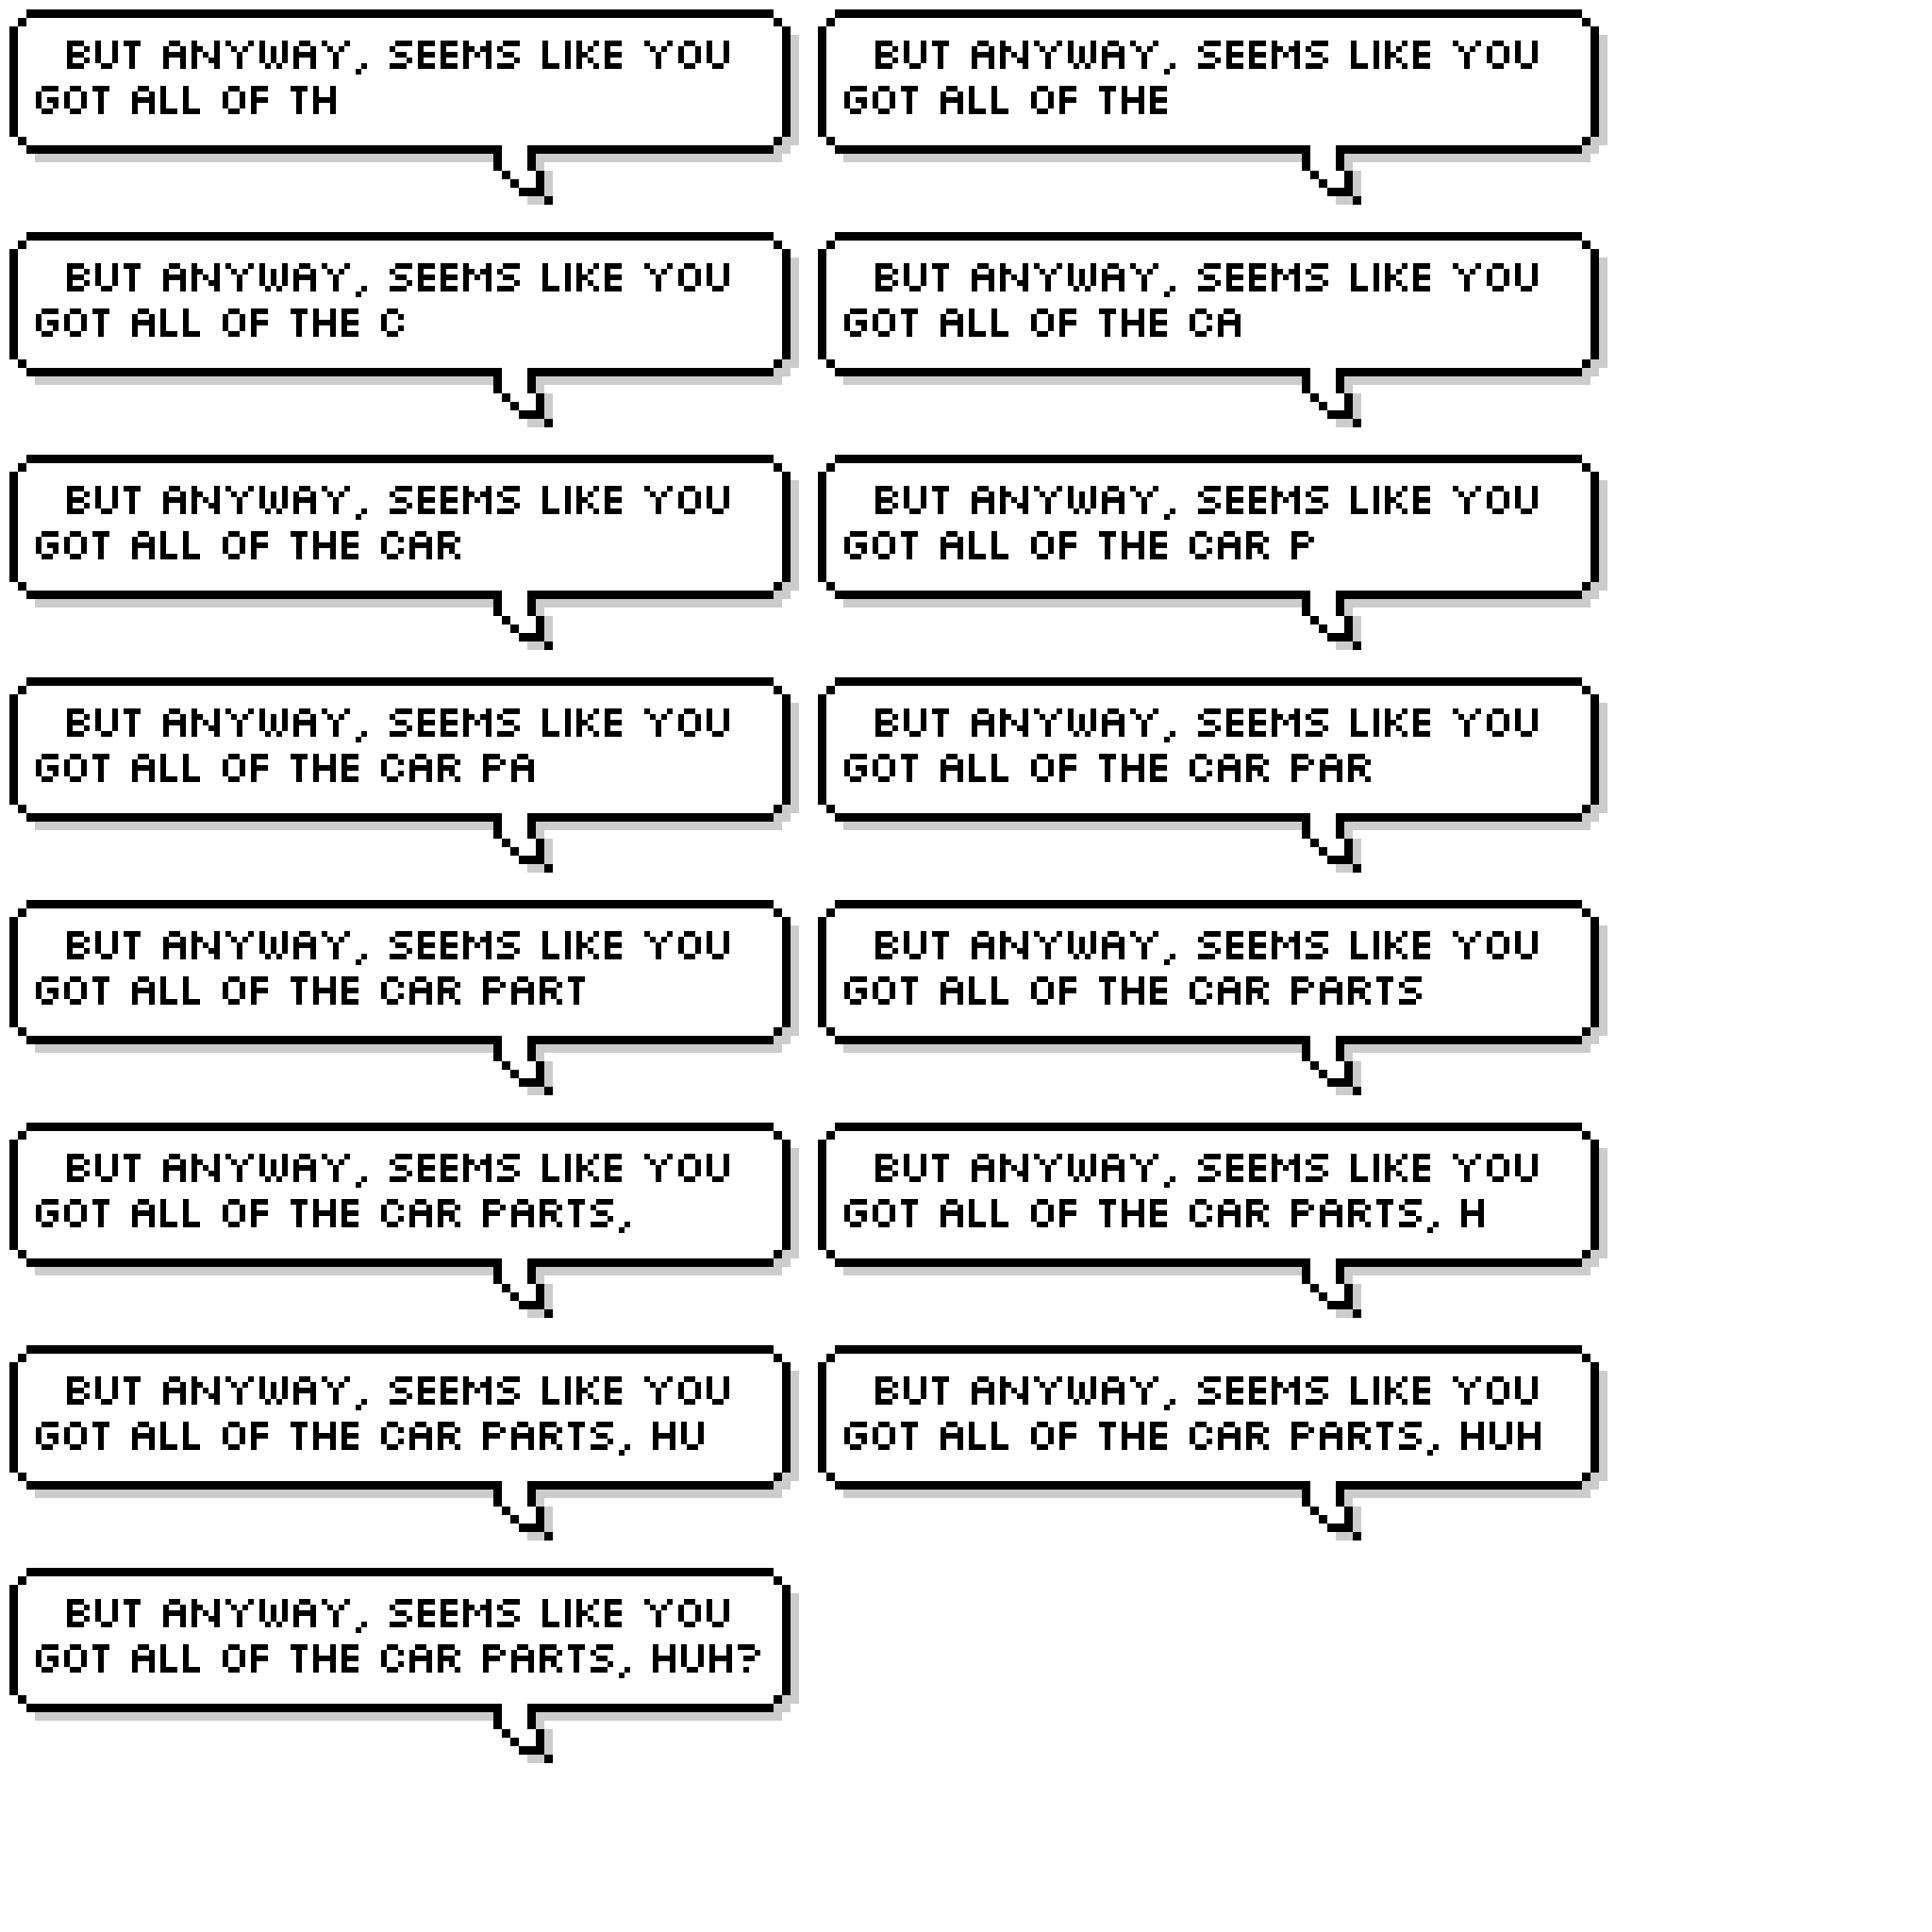 BUT ANYWAY, SEEMS LIKE YOU
GOT ALL OF TH
BUT ANYWAY, SEEMS LIKE YOU
GOT ALL OF THE
BUT ANYWAY, SEEMS LIKE YOU
GOT ALL OF THE C
BUT ANYWAY, SEEMS LIKE YOU
GOT ALL OF THE CA
BUT ANYWAY, SEEMS LIKE YOU
GOT ALL OF THE CAR
BUT ANYWAY, SEEMS LIKE YOU
GOT ALL OF THE CAR P
BUT ANYWAY, SEEMS LIKE YOU
GOT ALL OF THE CAR PA
BUT ANYWAY, SEEMS LIKE YOU
GOT ALL OF THE CAR PAR
BUT ANYWAY, SEEMS LIKE YOU
GOT ALL OF THE CAR PART
BUT ANYWAY, SEEMS LIKE YOU
GOT ALL OF THE CAR PARTS
BUT ANYWAY, SEEMS LIKE YOU
GOT ALL OF THE CAR PARTS,
BUT ANYWAY, SEEMS LIKE YOU
GOT ALL OF THE CAR PARTS, H
BUT ANYWAY, SEEMS LIKE YOU
GOT ALL OF THE CAR PARTS, HU
BUT ANYWAY, SEEMS LIKE YOU
GOT ALL OF THE CAR PARTS, HUH
BUT ANYWAY, SEEMS LIKE YOU
GOT ALL OF THE CAR PARTS, HUH?